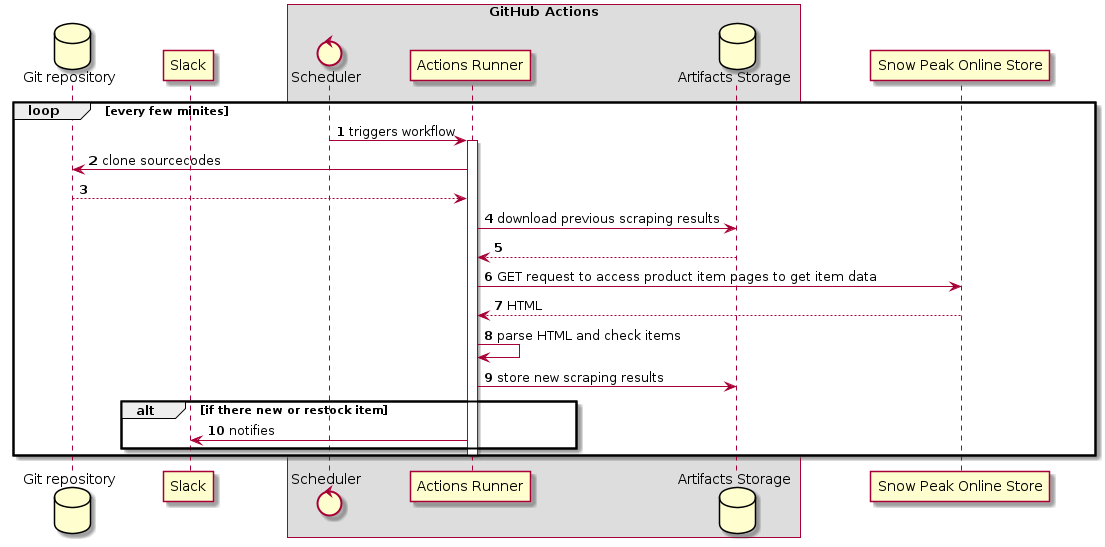 GitHub Actions
Git repository
Slack
Scheduler
Actions Runner
Artifacts Storage
Snow Peak Online Store
loop [every few minites]
1 triggers workflow
2 clone sourcecodes
3
4 download previous scraping results
5
6 GET request to access product item pages to get item data
7 HTML
8 parse HTML and check items
9 store new scraping results
alt [if there new or restock item]
10 notifies
Git repository
Slack
Scheduler
Actions Runner
Artifacts Storage
Snow Peak Online Store